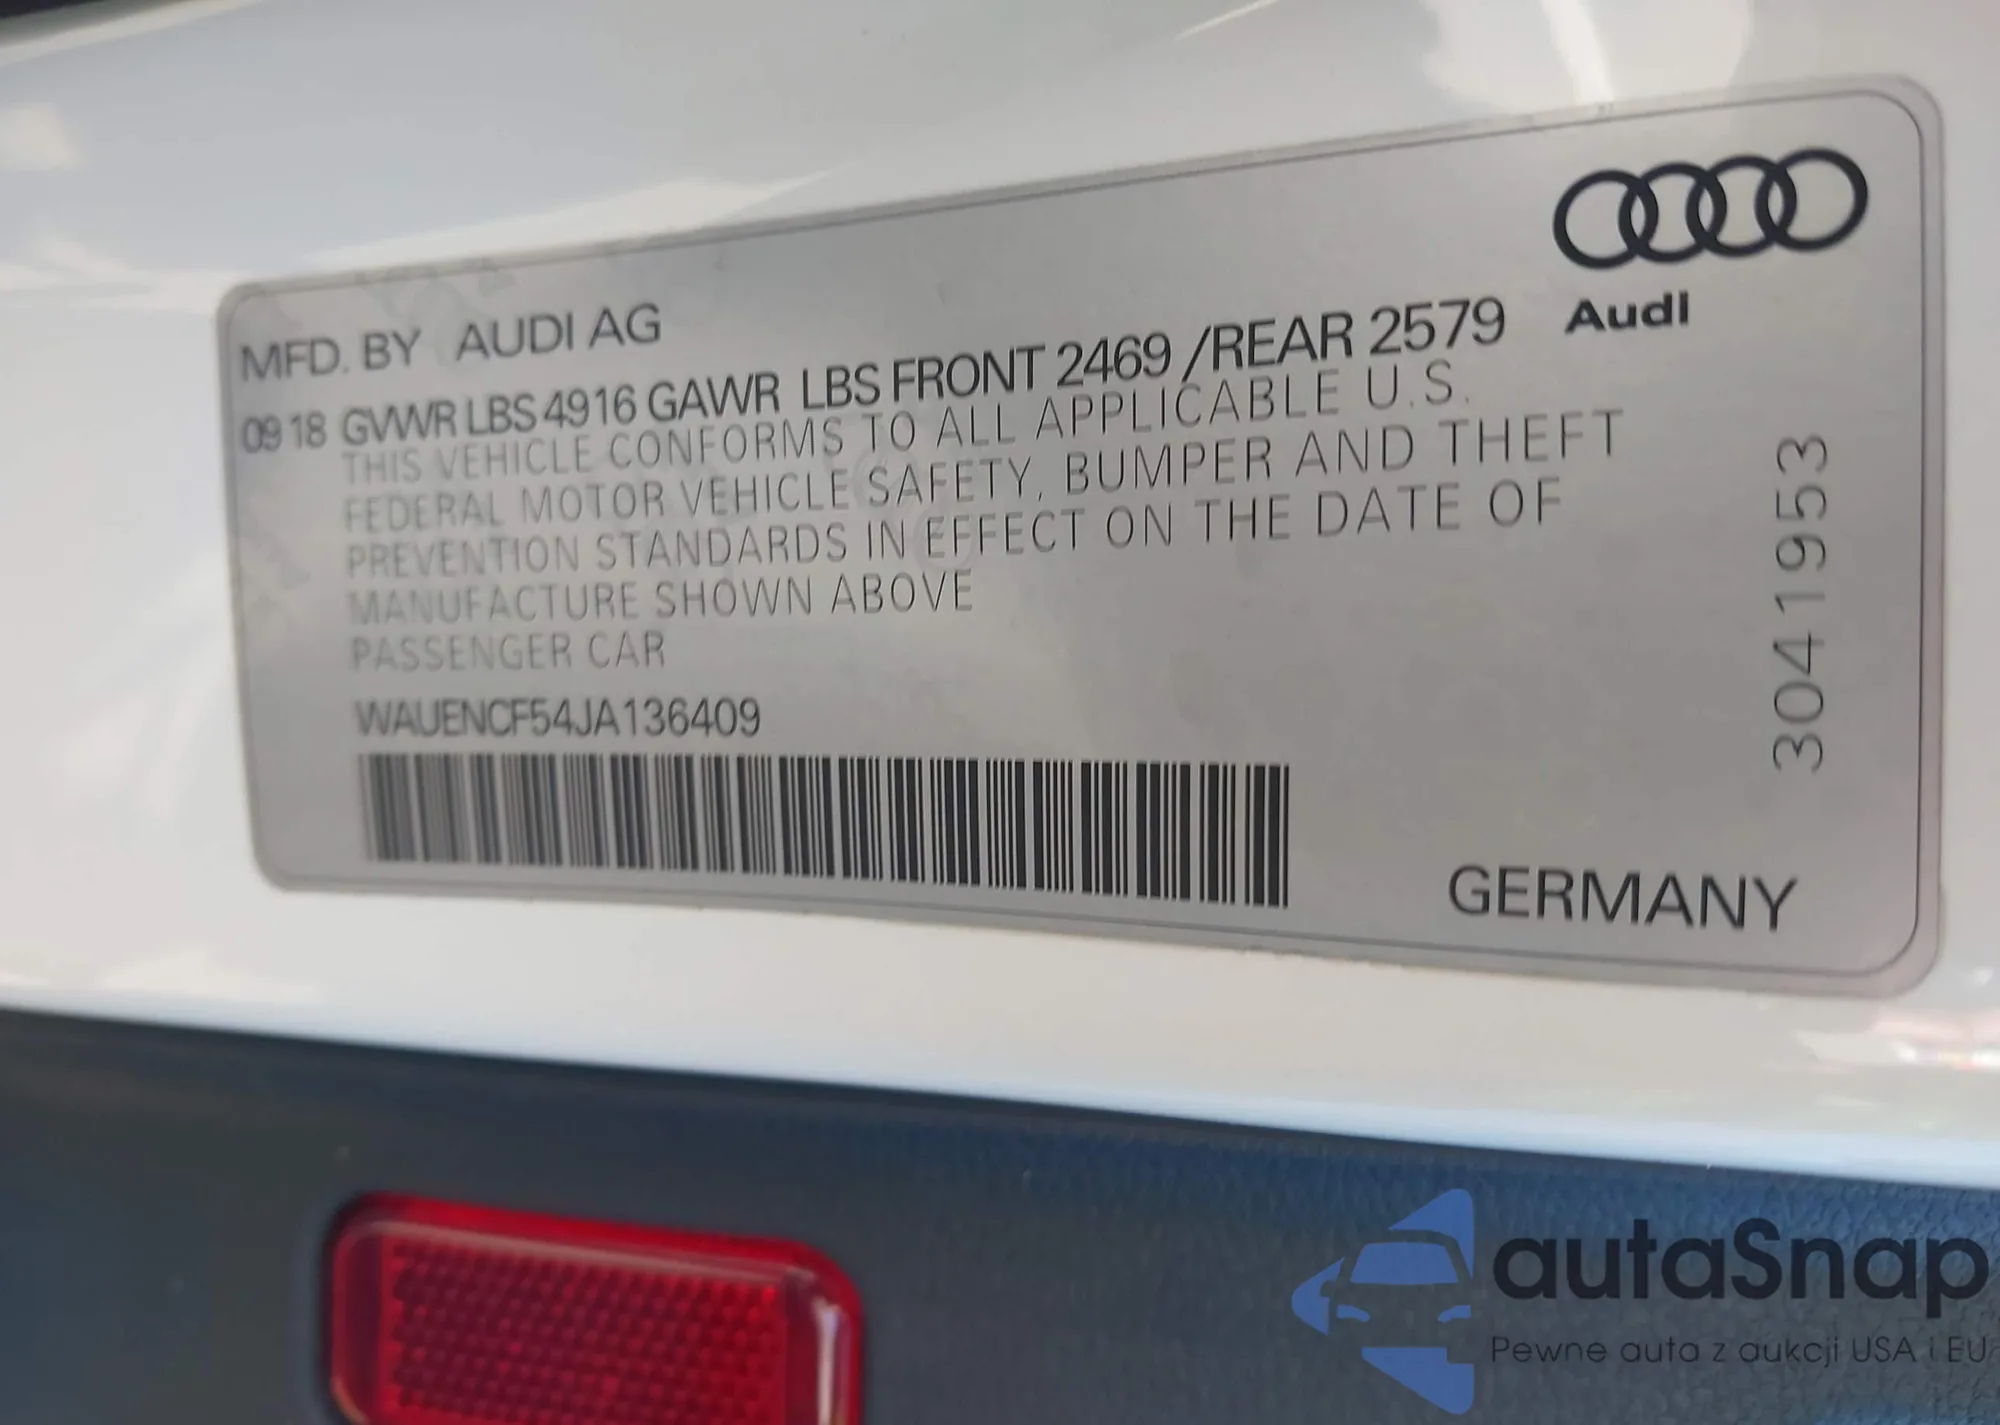 MFD. BY AUDI AG
09 18 GVWR LBS 4916 GAWR LBS FRONT 2469 /REAR 2579
THIS VEHICLE CONFORMS TO ALL APPLICABLE U.S.
FEDERAL MOTOR VEHICLE SAFETY, BUMPER AND THEFT
PREVENTION STANDARDS IN EFFECT ON THE DATE OF
MANUFACTURE SHOWN ABOVE
PASSENGER CAR
WAUENCF54JA136409
Audi
3041953
GERMANY
autaSnap
Pewne auta z aukcji USA i EU